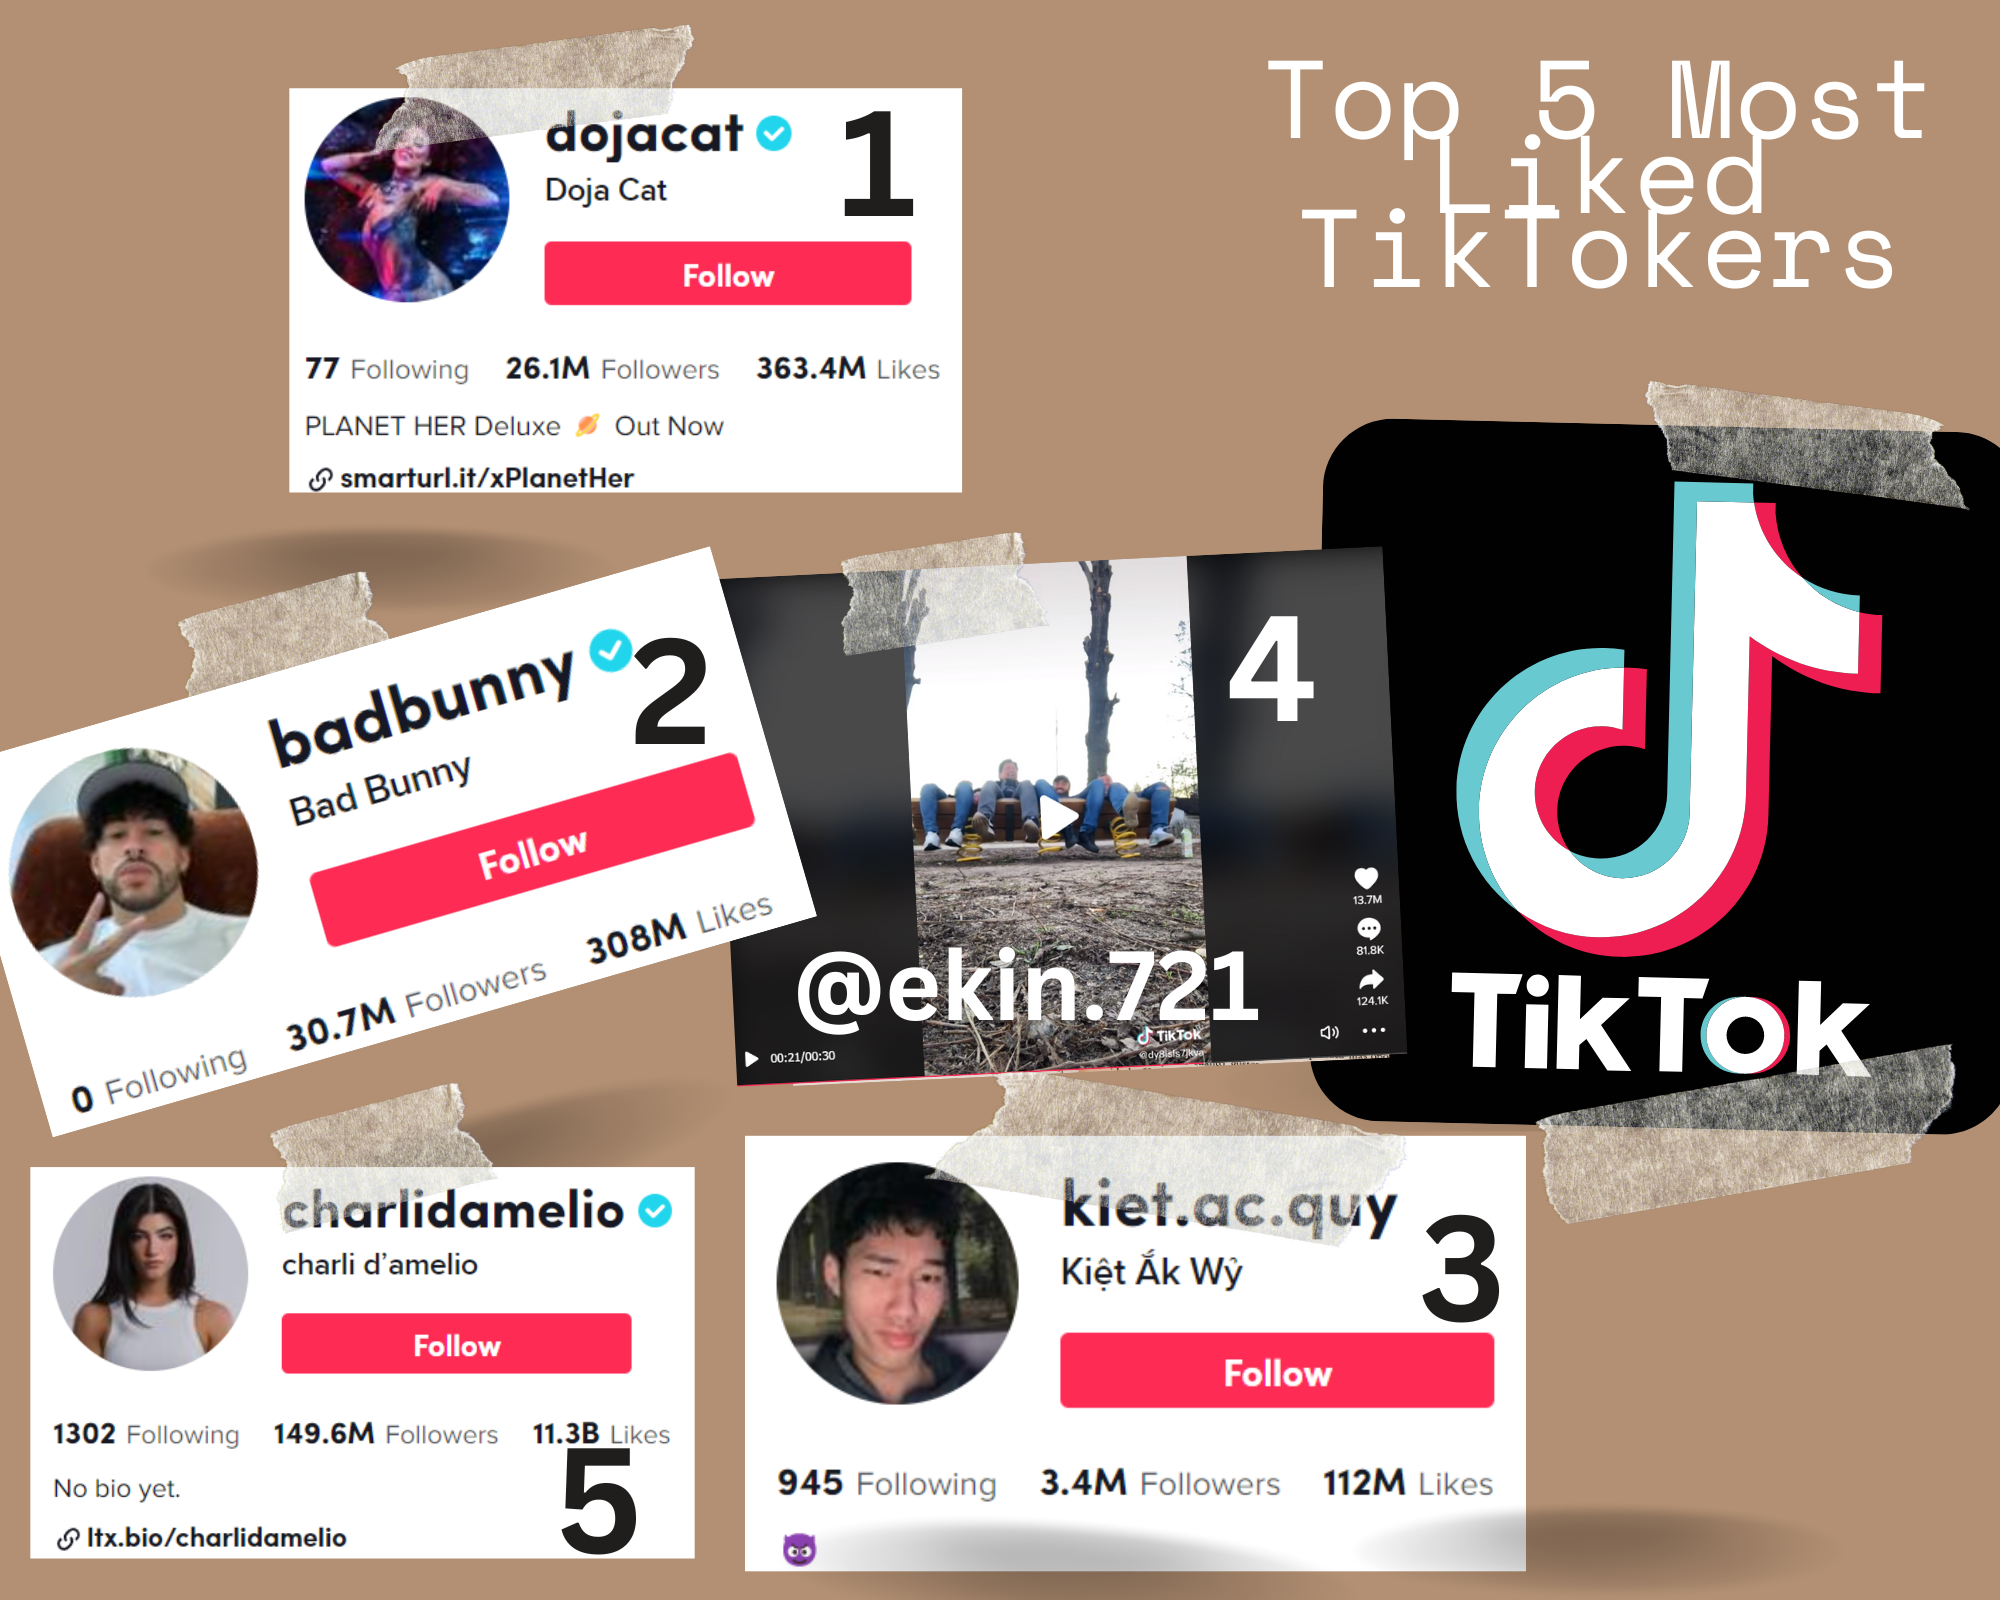 Top 5 Most
Liked
TikTokers
dojacat
1
Doja Cat
Follow
77 Following 26.1M Followers 363.4M Likes
PLANET HER Deluxe 🪐 Out Now
smarturl.it/xPlanetHer
badbunny
2
Bad Bunny
Follow
0 Following 30.7M Followers 308M Likes
4
13.7M
81.8K
124.1K
@ekin.721
TikTok
00:21/00:30
TikTok
charlidamelio
charli d’amelio
Follow
1302 Following 149.6M Followers 11.3B Likes
5
No bio yet.
ltx.bio/charlidamelio
kiet.ac.quy
3
Kiệt Ắk Wỷ
Follow
945 Following 3.4M Followers 112M Likes
😈